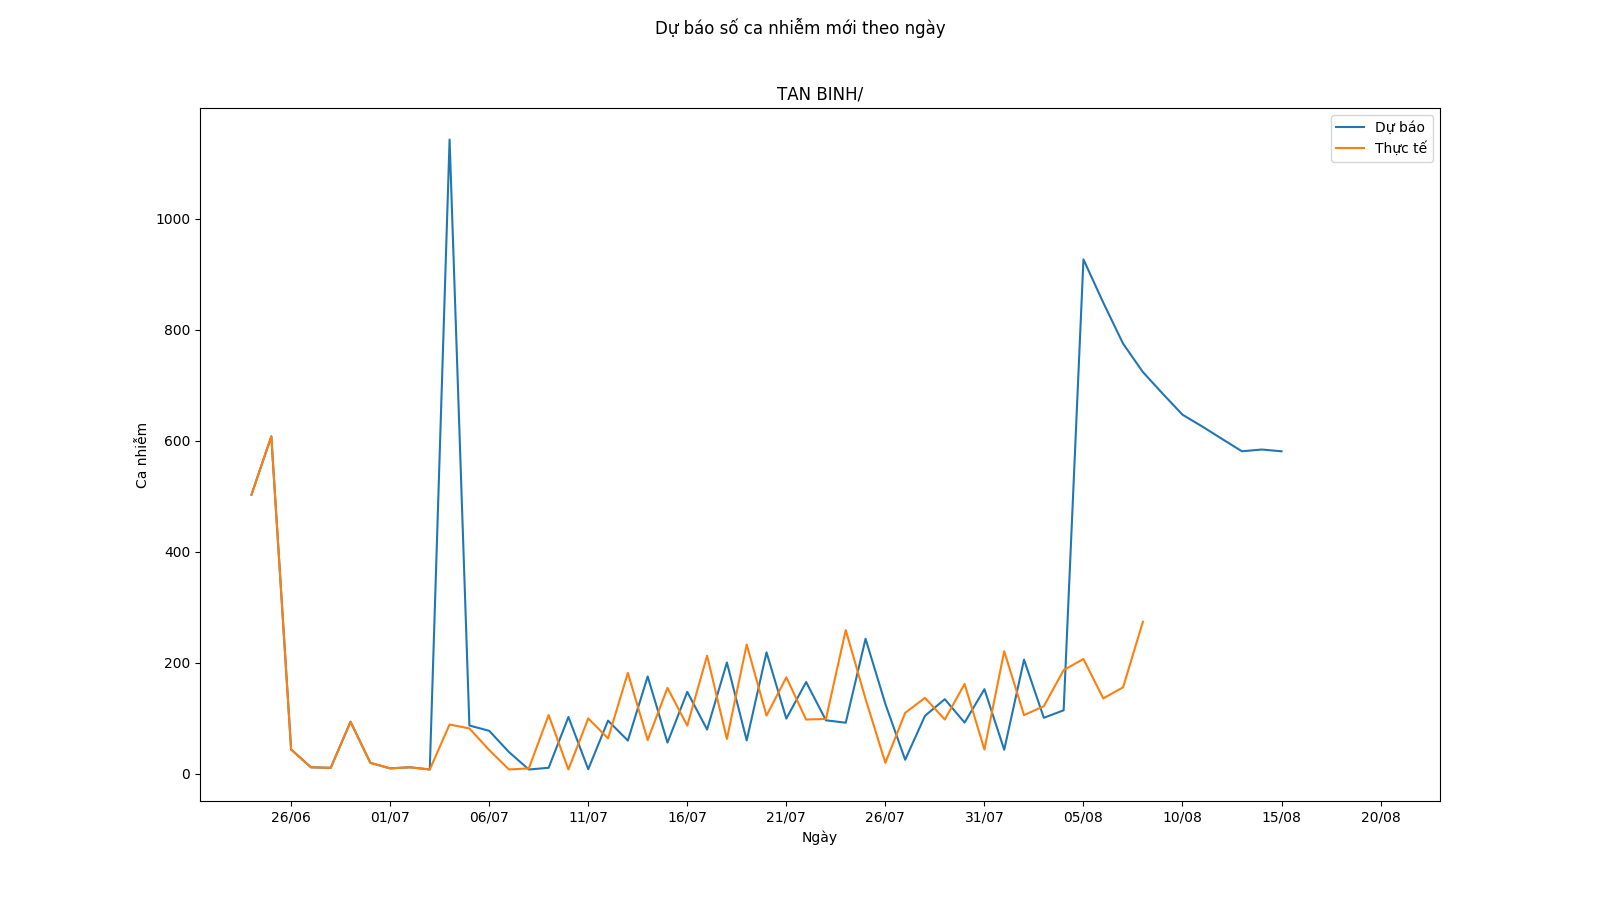 Dự báo số ca nhiễm mới theo ngày
TAN BINH/
Dự báo
Thực tế
1000
800
600
400
200
0
Ca nhiễm
26/06 01/07 06/07 11/07 16/07 21/07 26/07 31/07 05/08 10/08 15/08 20/08
Ngày